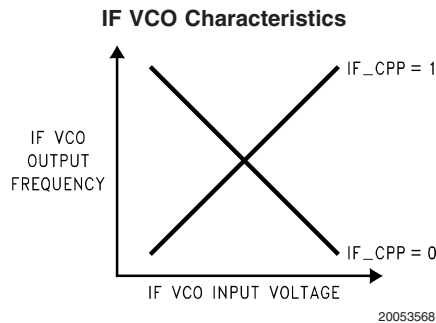 IF VCO Characteristics
IF_CPP = 1
IF VCO
OUTPUT
FREQUENCY
IF_CPP = 0
IF VCO INPUT VOLTAGE
20053568